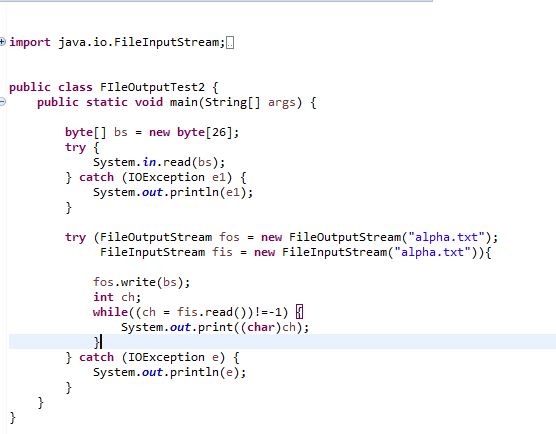 import java.io.FileInputStream;
public class FIleOutputTest2 {
public static void main(String[] args) {
byte[] bs = new byte[26];
try {
System.in.read(bs);
} catch (IOException e1) {
System.out.println(e1);
}
try (FileOutputStream fos = new FileOutputStream("alpha.txt");
FileInputStream fis = new FileInputStream("alpha.txt")){
fos.write(bs);
int ch;
while((ch = fis.read())!=-1) {
System.out.print((char)ch);
}
} catch (IOException e) {
System.out.println(e);
}
}
}